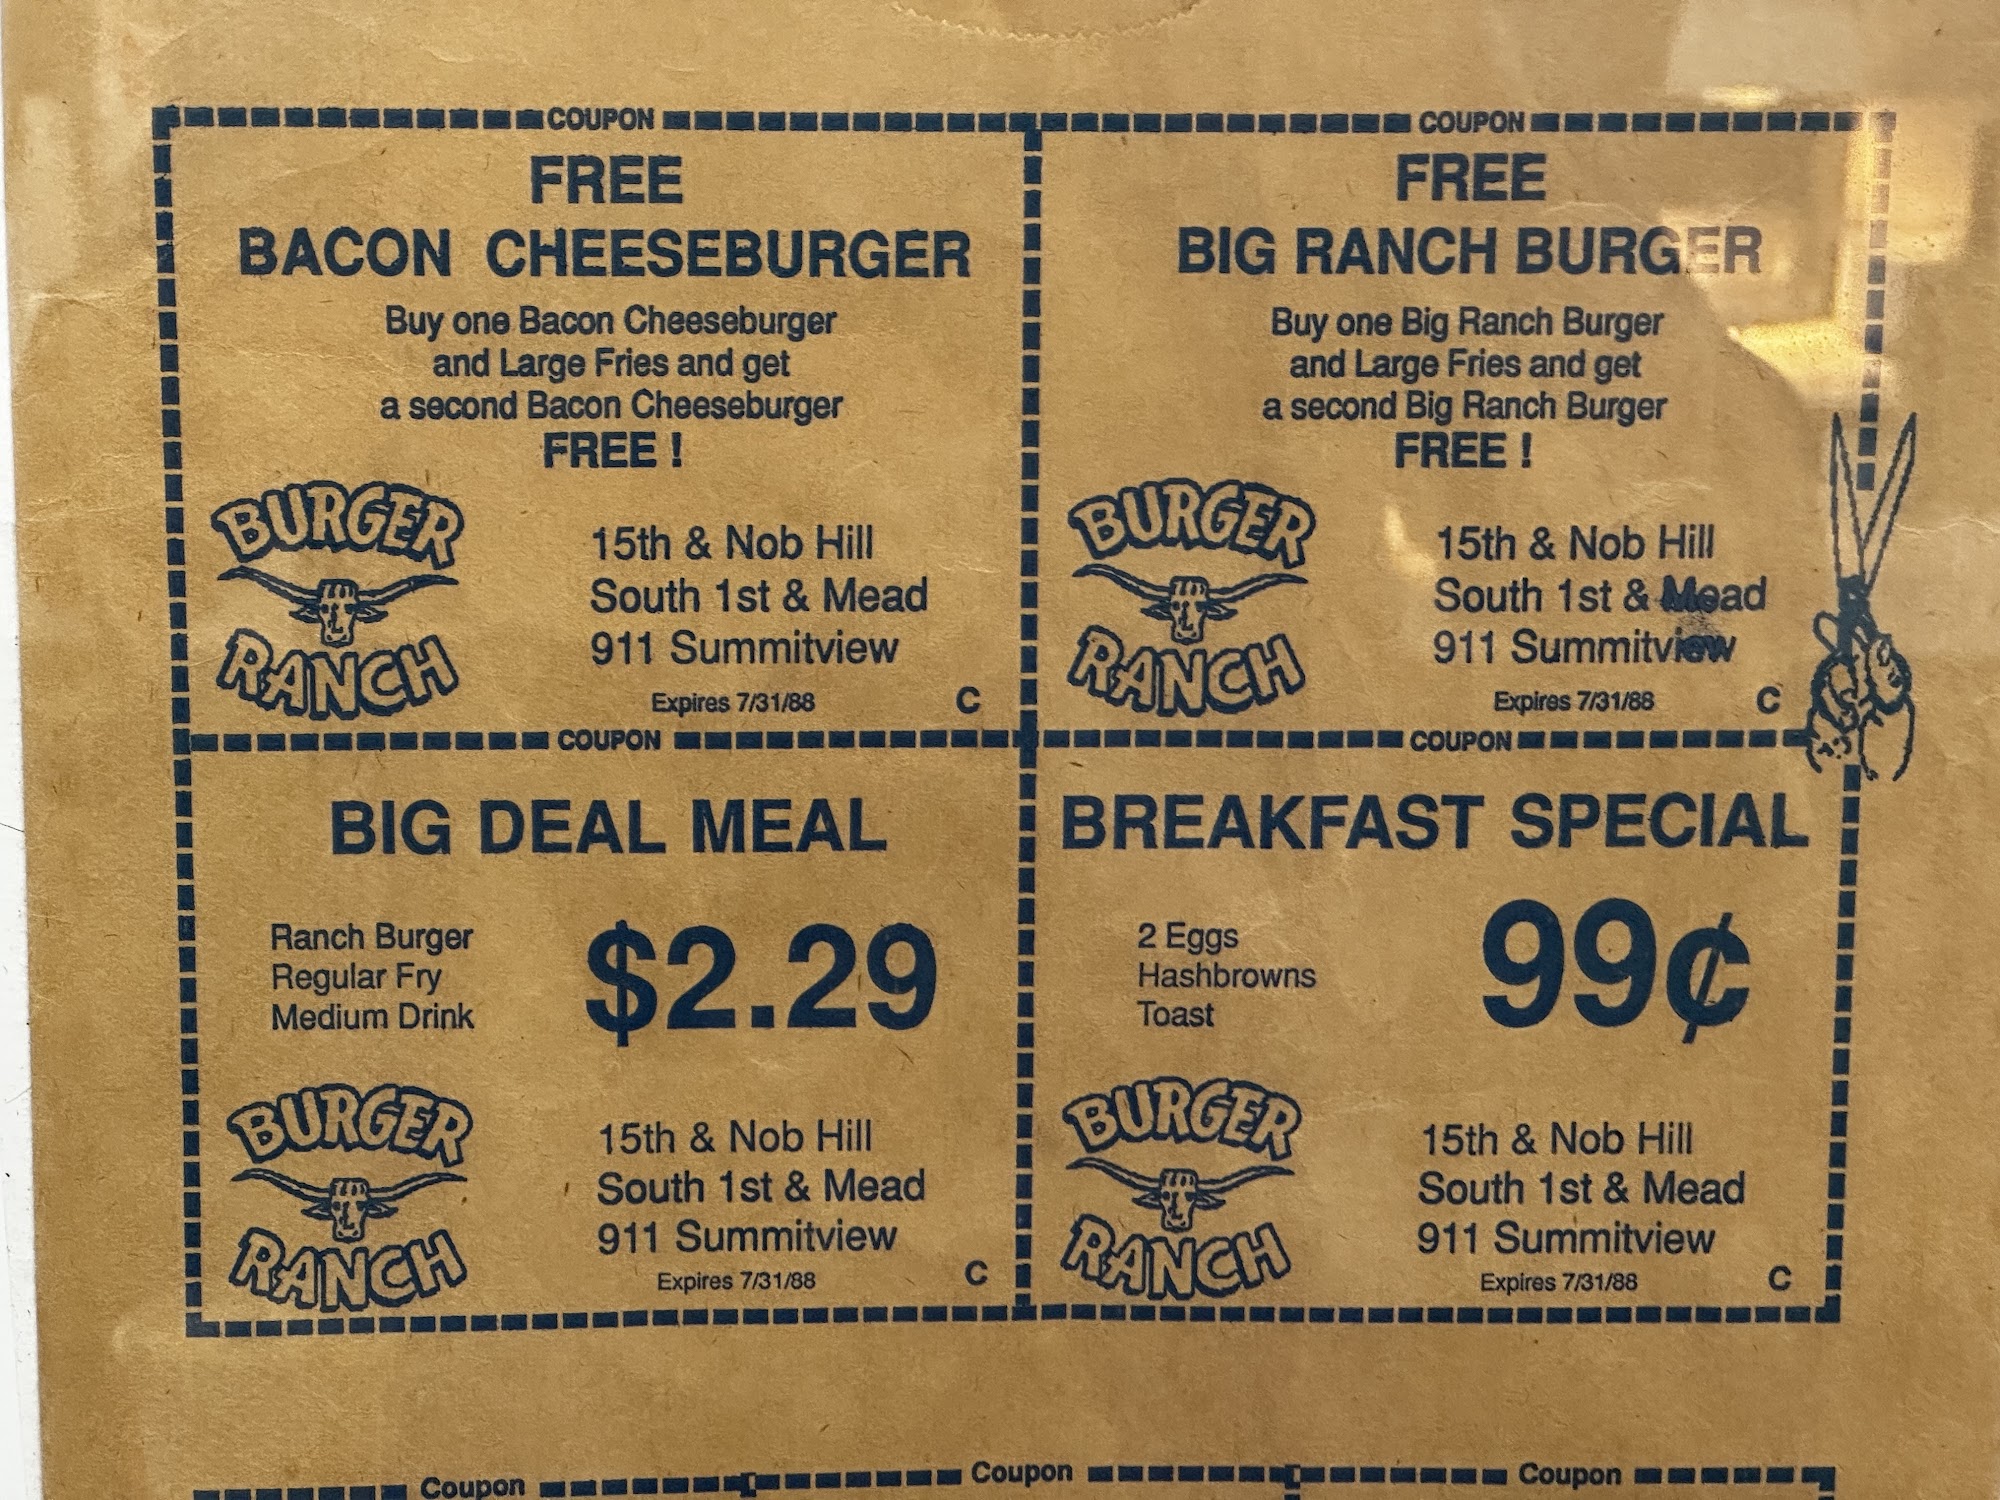 COUPON
FREE
BACON CHEESEBURGER
Buy one Bacon Cheeseburger
and Large Fries and get
a second Bacon Cheeseburger
FREE !
BURGER
RANCH
15th & Nob Hill
South 1st & Mead
911 Summitview
Expires 7/31/88
C
COUPON
FREE
BIG RANCH BURGER
Buy one Big Ranch Burger
and Large Fries and get
a second Big Ranch Burger
FREE !
BURGER
RANCH
15th & Nob Hill
South 1st & Mead
911 Summitview
Expires 7/31/88
C
COUPON
BIG DEAL MEAL
Ranch Burger
Regular Fry
Medium Drink
$2.29
BURGER
RANCH
15th & Nob Hill
South 1st & Mead
911 Summitview
Expires 7/31/88
C
COUPON
BREAKFAST SPECIAL
2 Eggs
Hashbrowns
Toast
99¢
BURGER
RANCH
15th & Nob Hill
South 1st & Mead
911 Summitview
Expires 7/31/88
C
Coupon
Coupon
Coupon